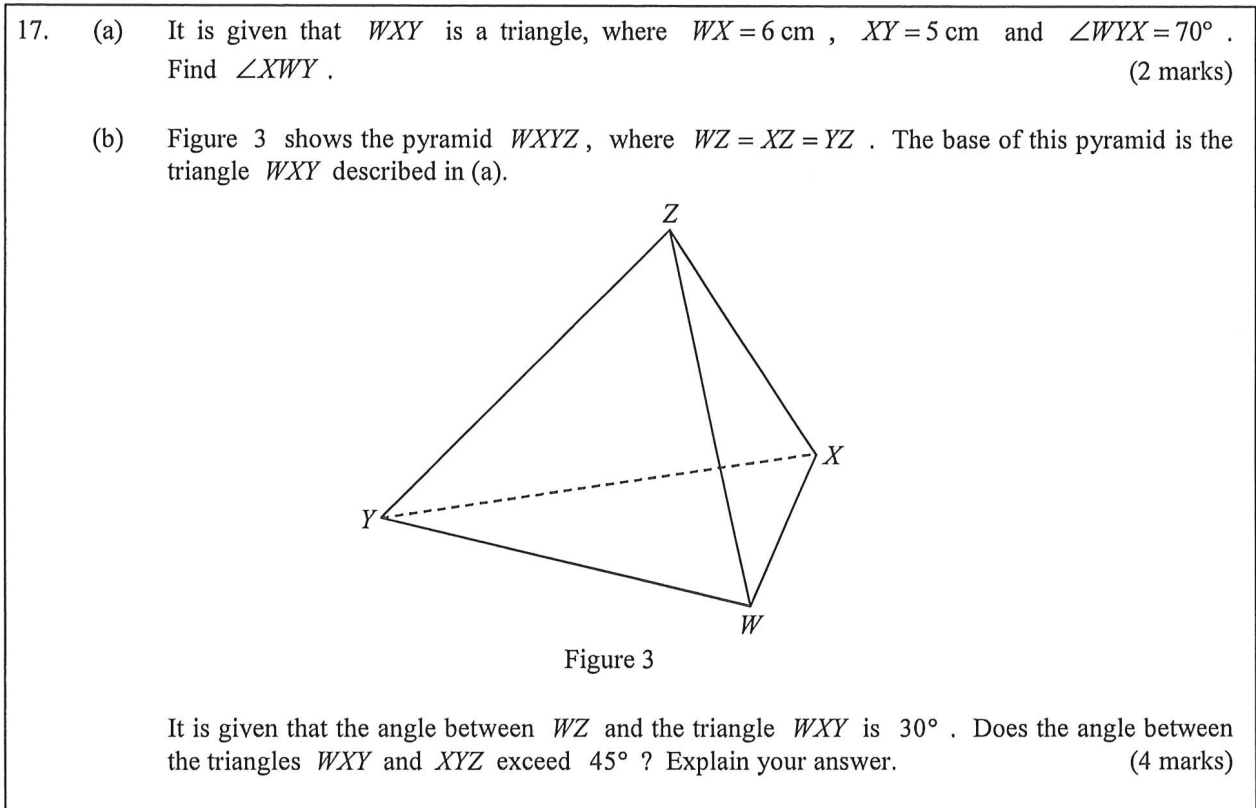 17. (a) It is given that WXY is a triangle, where WX = 6 cm , XY = 5 cm and ∠WYX = 70° .
Find ∠XWY . (2 marks)
(b) Figure 3 shows the pyramid WXYZ , where WZ = XZ = YZ . The base of this pyramid is the
triangle WXY described in (a).
Z
X
Y
W
Figure 3
It is given that the angle between WZ and the triangle WXY is 30° . Does the angle between
the triangles WXY and XYZ exceed 45° ? Explain your answer. (4 marks)